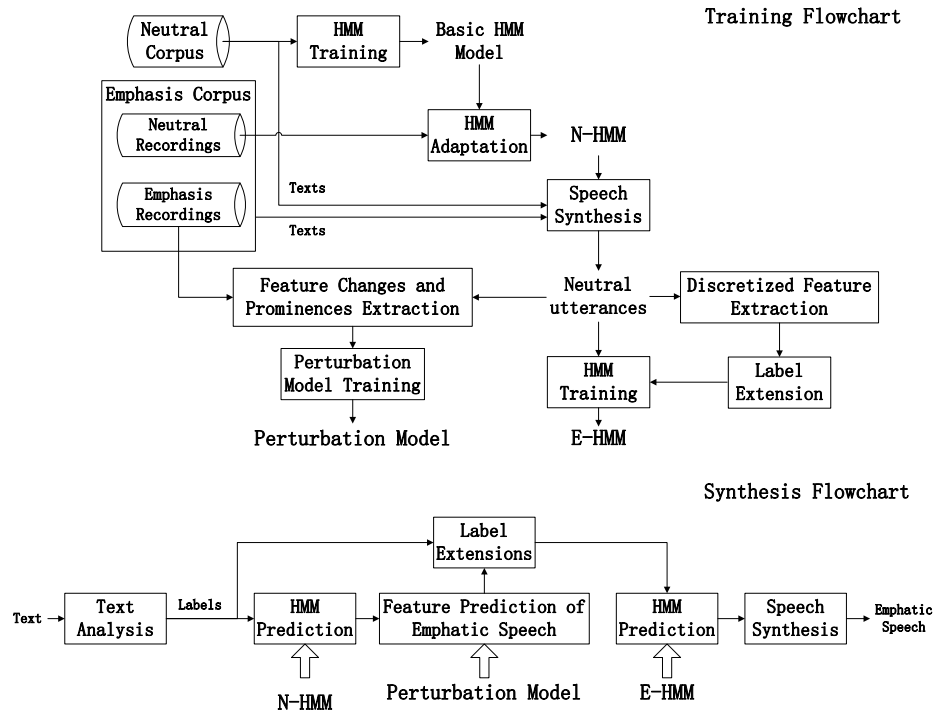 Training Flowchart
Neutral
Corpus
HMM
Training
Basic HMM
Model
Emphasis Corpus
Neutral
Recordings
HMM
Adaptation
N-HMM
Emphasis
Recordings
Texts
Texts
Speech
Synthesis
Feature Changes and
Prominences Extraction
Neutral
utterances
Discretized Feature
Extraction
Perturbation
Model Training
HMM
Training
Label
Extension
Perturbation Model
E-HMM
Synthesis Flowchart
Label
Extensions
Text
Text
Analysis
Labels
HMM
Prediction
Feature Prediction of
Emphatic Speech
HMM
Prediction
Speech
Synthesis
Emphatic
Speech
N-HMM
Perturbation Model
E-HMM